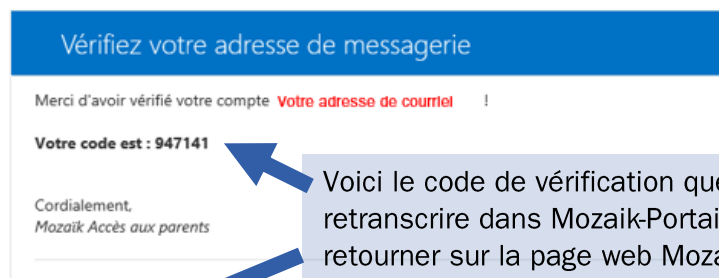 Vérifiez votre adresse de messagerie
Merci d'avoir vérifié votre compte Votre adresse de courriel !
Votre code est : 947141
Voici le code de vérification que
retranscrire dans Mozaik-Portai
retourner sur la page web Moza
Cordialement,
Mozaïk Accès aux parents